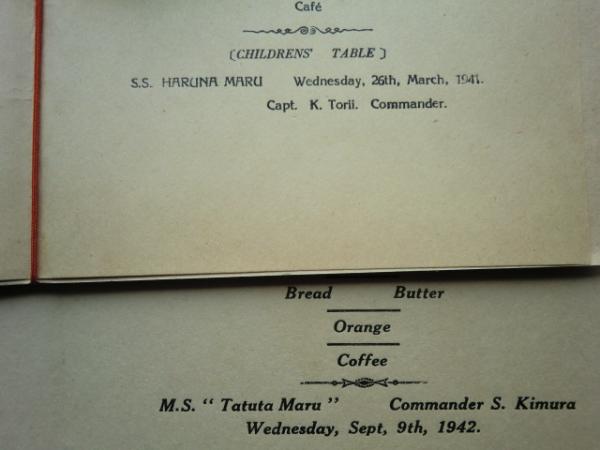 Café
(CHILDRENS' TABLE)
S.S. HARUNA MARU Wednesday, 26th, March, 1941.
Capt. K. Torii. Commander.
Bread Butter
Orange
Coffee
M.S. “ Tatuta Maru ” Commander S. Kimura
Wednesday, Sept, 9th, 1942.